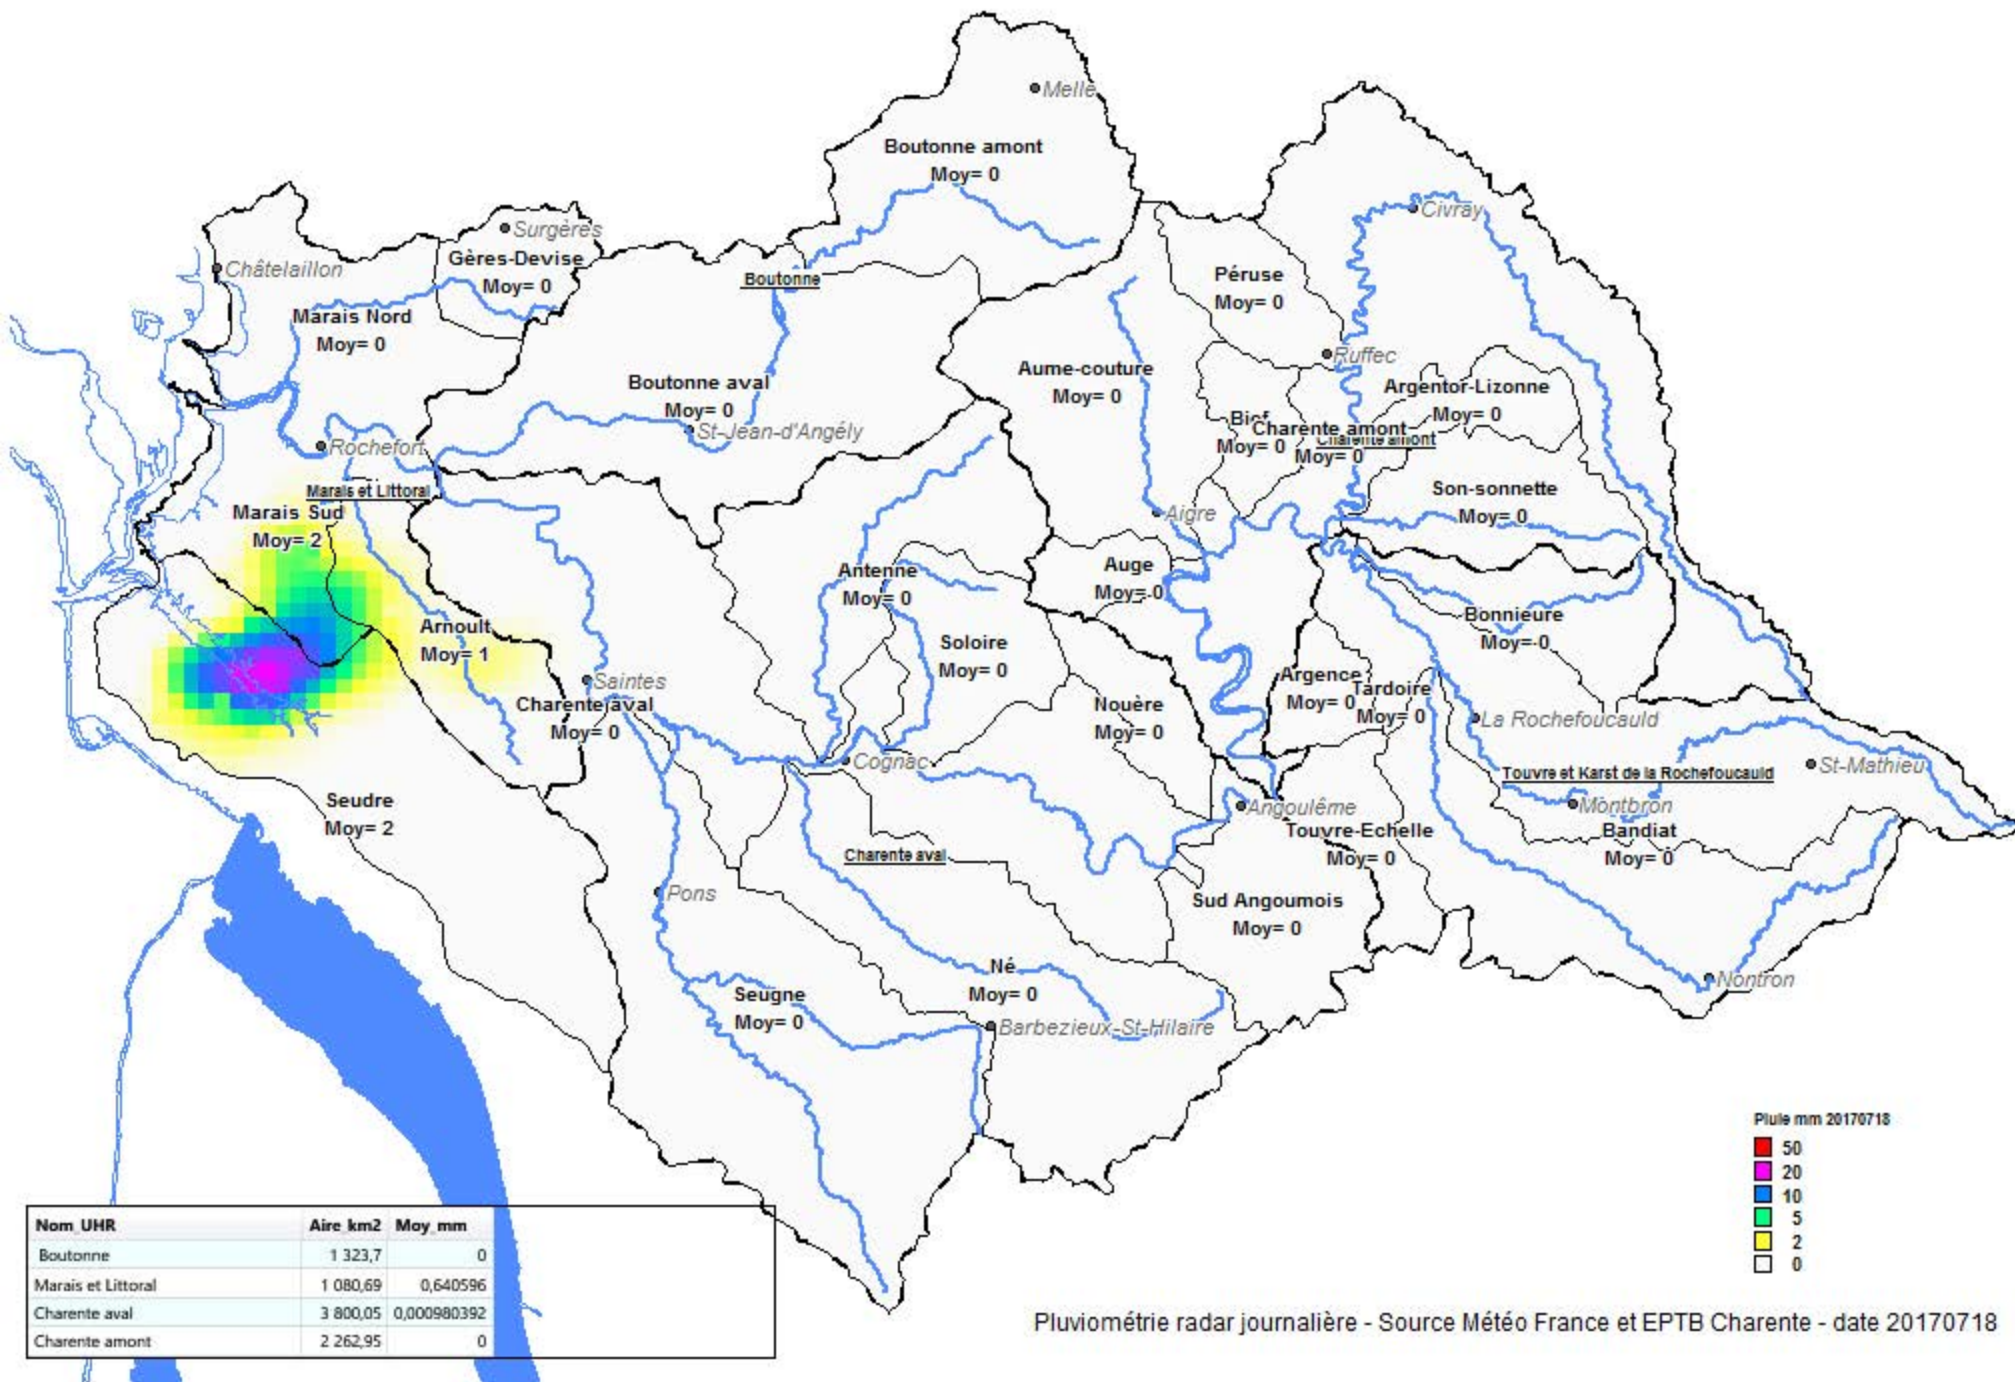 Melle
Boutonne amont
Moy= 0
Civray
Surgères
Châtelaillon
Gères-Devise
Moy= 0
Boutonne
Péruse
Moy= 0
Marais Nord
Moy= 0
Ruffec
Boutonne aval
Moy= 0
Aume-couture
Moy= 0
Argentor-Lizonne
Moy= 0
St-Jean-d'Angély
Bief
Moy= 0
Charente amont
Moy= 0
Charente amont
Rochefort
Marais et Littoral
Son-sonnette
Moy= 0
Marais Sud
Moy= 2
Aigre
Antenne
Moy= 0
Auge
Moy= 0
Bonnieure
Moy= 0
Arnoult
Moy= 1
Soloire
Moy= 0
Saintes
Argence
Moy= 0
Tardoire
Moy= 0
Charente aval
Moy= 0
Nouère
Moy= 0
La Rochefoucauld
Cognac
Touvre et Karst de la Rochefoucauld
St-Mathieu
Seudre
Moy= 2
Angoulême
Montbron
Touvre-Echelle
Moy= 0
Bandiat
Moy= 0
Charente aval
Pons
Sud Angoumois
Moy= 0
Né
Moy= 0
Nontron
Seugne
Moy= 0
Barbezieux-St-Hilaire
Pluie mm 20170718
50
20
10
5
2
0
Nom_UHR Aire_km2 Moy_mm
Boutonne 1 323,7 0
Marais et Littoral 1 080,69 0,640596
Charente aval 3 800,05 0,000980392
Charente amont 2 262,95 0
Pluviométrie radar journalière - Source Météo France et EPTB Charente - date 20170718